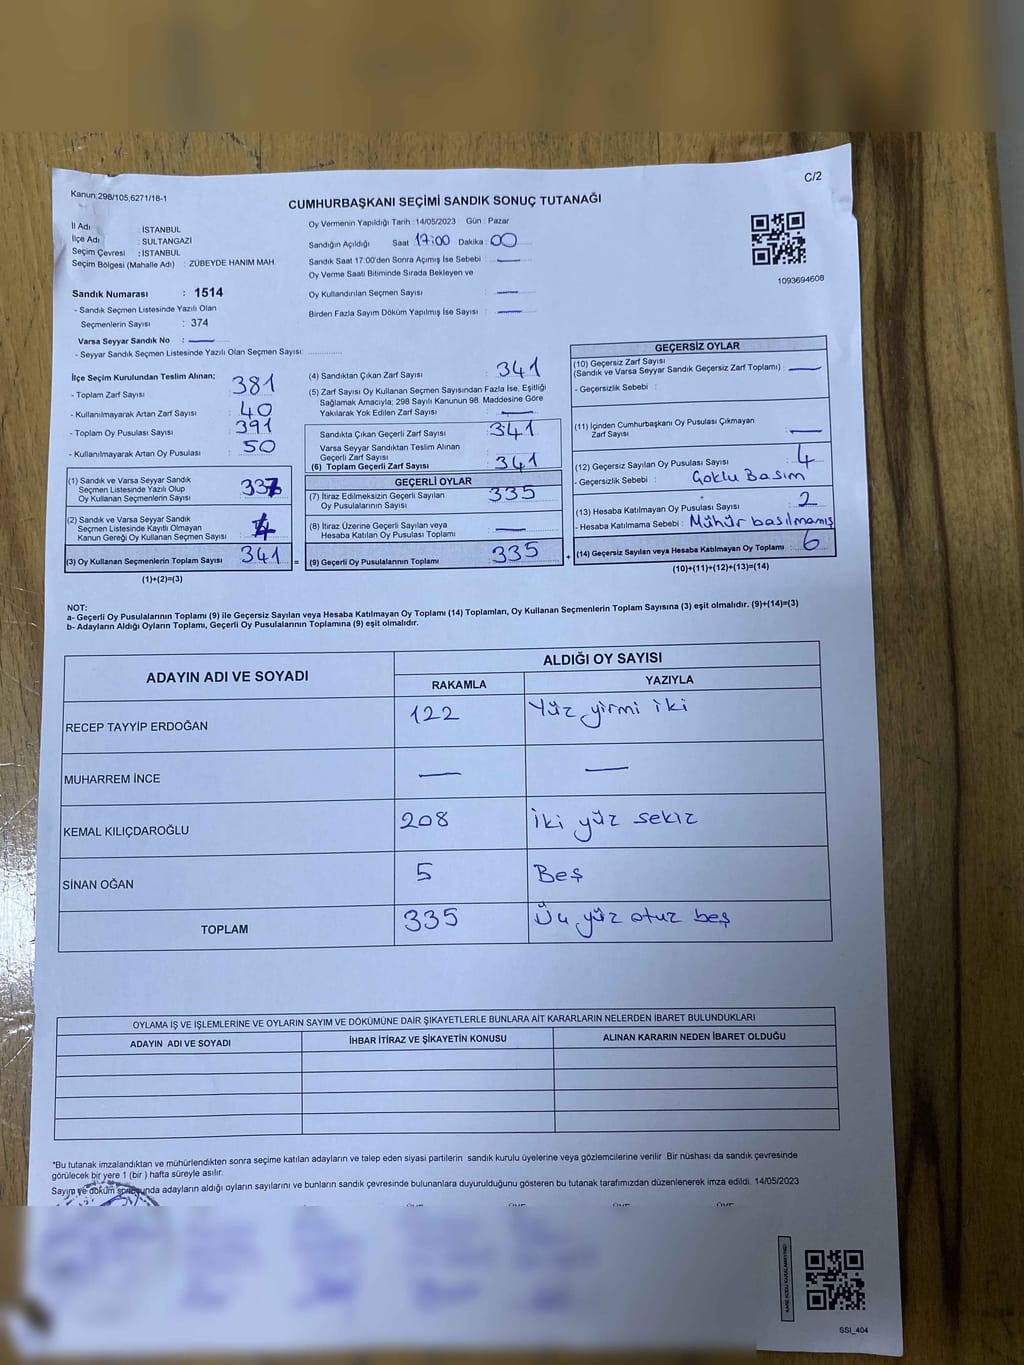 C/2
Kanun:298/105,6271/18-1
CUMHURBAŞKANI SEÇİMİ SANDIK SONUÇ TUTANAĞI
İl Adı : İSTANBUL
İlçe Adı : SULTANGAZİ
Seçim Çevresi : İSTANBUL
Seçim Bölgesi (Mahalle Adı) : ZÜBEYDE HANIM MAH.
Sandık Numarası : 1514
- Sandık Seçmen Listesinde Yazılı Olan
Seçmenlerin Sayısı : 374
Varsa Seyyar Sandık No : —
- Seyyar Sandık Seçmen Listesinde Yazılı Olan Seçmen Sayısı: ............
Oy Vermenin Yapıldığı Tarih : 14/05/2023 Gün : Pazar
Sandığın Açıldığı Saat 17:00 Dakika : 00
Sandık Saat 17:00'den Sonra Açımış İse Sebebi : —
Oy Verme Saati Bitiminde Sırada Bekleyen ve
Oy Kullandırılan Seçmen Sayısı : —
Birden Fazla Sayım Döküm Yapılmış İse Sayısı : —
1093694608
İlçe Seçim Kurulundan Teslim Alınan;
- Toplam Zarf Sayısı : 381
- Kullanılmayarak Artan Zarf Sayısı : 40
- Toplam Oy Pusulası Sayısı : 391
- Kullanılmayarak Artan Oy Pusulası : 50
(1) Sandık ve Varsa Seyyar Sandık
Seçmen Listesinde Yazılı Olup
Oy Kullanan Seçmenlerin Sayısı 337
(2) Sandık ve Varsa Seyyar Sandık
Seçmen Listesinde Kayıtlı Olmayan
Kanun Gereği Oy Kullanan Seçmen Sayısı : 4
(3) Oy Kullanan Seçmenlerin Toplam Sayısı 341 =
(1)+(2)=(3)
(4) Sandıktan Çıkan Zarf Sayısı : 341
(5) Zarf Sayısı Oy Kullanan Seçmen Sayısından Fazla İse, Eşitliği
Sağlamak Amacıyla; 298 Sayılı Kanunun 98. Maddesine Göre
Yakılarak Yok Edilen Zarf Sayısı : —
Sandıkta Çıkan Geçerli Zarf Sayısı : 341
Varsa Seyyar Sandıktan Teslim Alınan
Geçerli Zarf Sayısı
(6) Toplam Geçerli Zarf Sayısı : 341
GEÇERLİ OYLAR
(7) İtiraz Edilmeksizin Geçerli Sayılan
Oy Pusulalarının Sayısı : 335
(8) İtiraz Üzerine Geçerli Sayılan veya
Hesaba Katılan Oy Pusulası Toplamı : —
(9) Geçerli Oy Pusulalarının Toplamı : 335 +
GEÇERSİZ OYLAR
(10) Geçersiz Zarf Sayısı
(Sandık ve Varsa Seyyar Sandık Geçersiz Zarf Toplamı) : —
- Geçersizlik Sebebi :
(11) İçinden Cumhurbaşkanı Oy Pusulası Çıkmayan
Zarf Sayısı : —
(12) Geçersiz Sayılan Oy Pusulası Sayısı : 4
- Geçersizlik Sebebi : Çoklu Basım
(13) Hesaba Katılmayan Oy Pusulası Sayısı : 2
- Hesaba Katılmama Sebebi : Mühür basılmamış
(14) Geçersiz Sayılan veya Hesaba Katılmayan Oy Toplamı : 6
(10)+(11)+(12)+(13)=(14)
NOT:
a- Geçerli Oy Pusulalarının Toplamı (9) ile Geçersiz Sayılan veya Hesaba Katılmayan Oy Toplamı (14) Toplamları, Oy Kullanan Seçmenlerin Toplam Sayısına (3) eşit olmalıdır. (9)+(14)=(3)
b- Adayların Aldığı Oyların Toplamı, Geçerli Oy Pusulalarının Toplamına (9) eşit olmalıdır.
ADAYIN ADI VE SOYADI ALDIĞI OY SAYISI
RAKAMLA YAZIYLA
RECEP TAYYİP ERDOĞAN 122 Yüz yirmi iki
MUHARREM İNCE — —
KEMAL KILIÇDAROĞLU 208 İki yüz sekiz
SİNAN OĞAN 5 Beş
TOPLAM 335 Üç yüz otuz beş
OYLAMA İŞ VE İŞLEMLERİNE VE OYLARIN SAYIM VE DÖKÜMÜNE DAİR ŞİKAYETLERLE BUNLARA AİT KARARLARIN NELERDEN İBARET BULUNDUKLARI
ADAYIN ADI VE SOYADI İHBAR İTİRAZ VE ŞİKAYETİN KONUSU ALINAN KARARIN NEDEN İBARET OLDUĞU
*Bu tutanak imzalandıktan ve mühürlendikten sonra seçime katılan adayların ve talep eden siyasi partilerin sandık kurulu üyelerine veya gözlemcilerine verilir .Bir nüshası da sandık çevresinde
görülecek bir yere 1 (bir ) hafta süreyle asılır.
Sayım ve döküm sonucunda adayların aldığı oyların sayılarını ve bunların sandık çevresinde bulunanlara duyurulduğunu gösteren bu tutanak tarafımızdan düzenlenerek imza edildi. 14/05/2023
SSİ_404